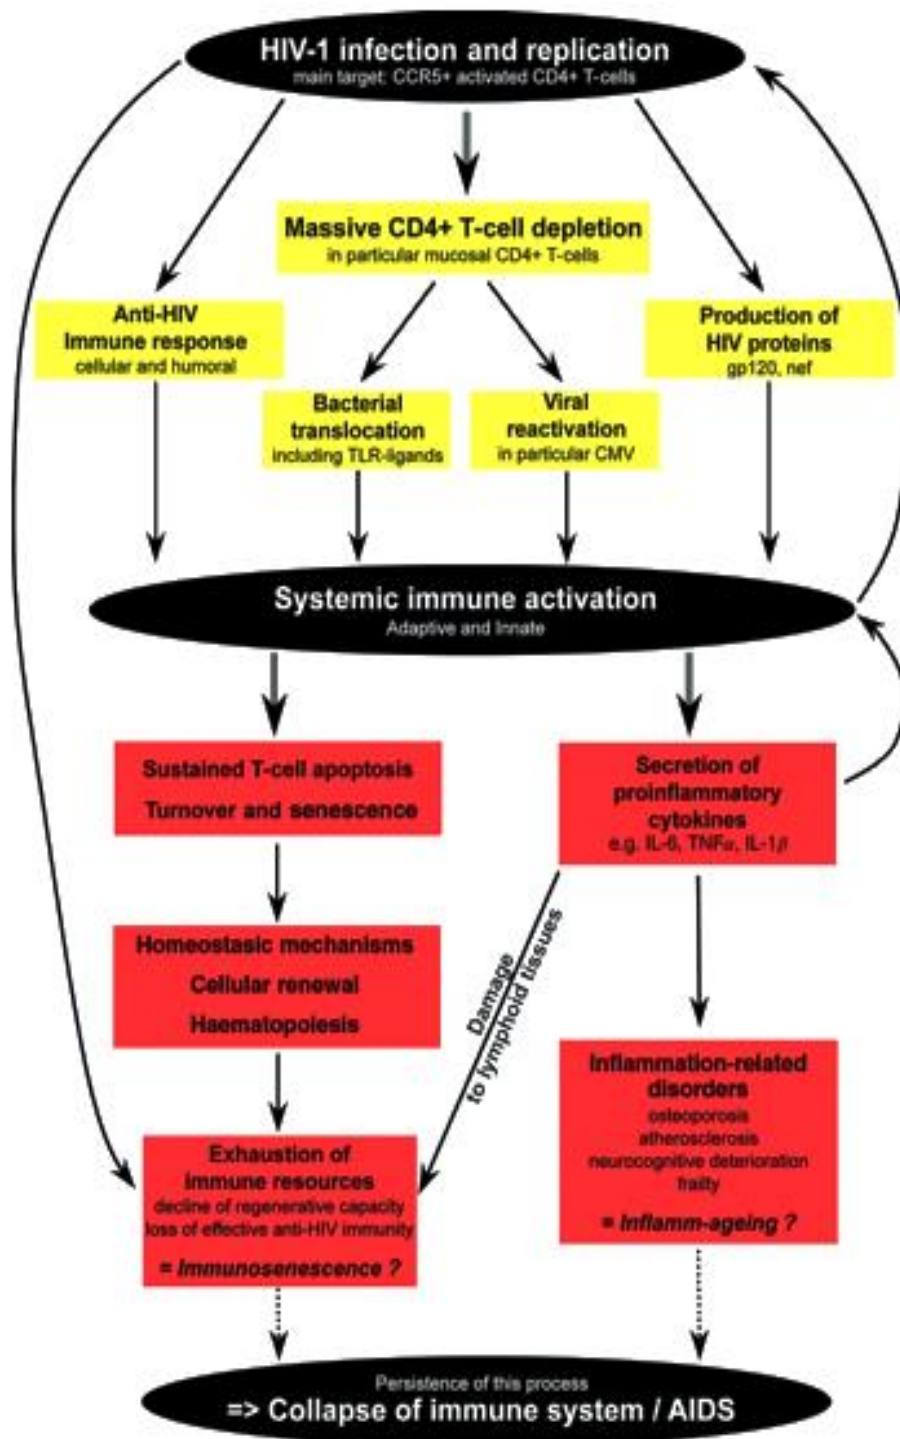 HIV-1 infection and replication
main target: CCR5+ activated CD4+ T-cells
Massive CD4+ T-cell depletion
in particular mucosal CD4+ T-cells
Anti-HIV
Immune response
cellular and humoral
Production of
HIV proteins
gp120, nef
Bacterial
translocation
including TLR-ligands
Viral
reactivation
in particular CMV
Systemic immune activation
Adaptive and Innate
Sustained T-cell apoptosis
Turnover and senescence
Secretion of
proinflammatory
cytokines
e.g. IL-6, TNFα, IL-1β
Homeostasic mechanisms
Cellular renewal
Haematopoiesis
Damage
to lymphoid tissues
Inflammation-related
disorders
osteoporosis
atherosclerosis
neurocognitive deterioration
frailty
= Inflamm-ageing ?
Exhaustion of
immune resources
decline of regenerative capacity
loss of effective anti-HIV immunity
= Immunosenescence ?
Persistence of this process
=> Collapse of immune system / AIDS